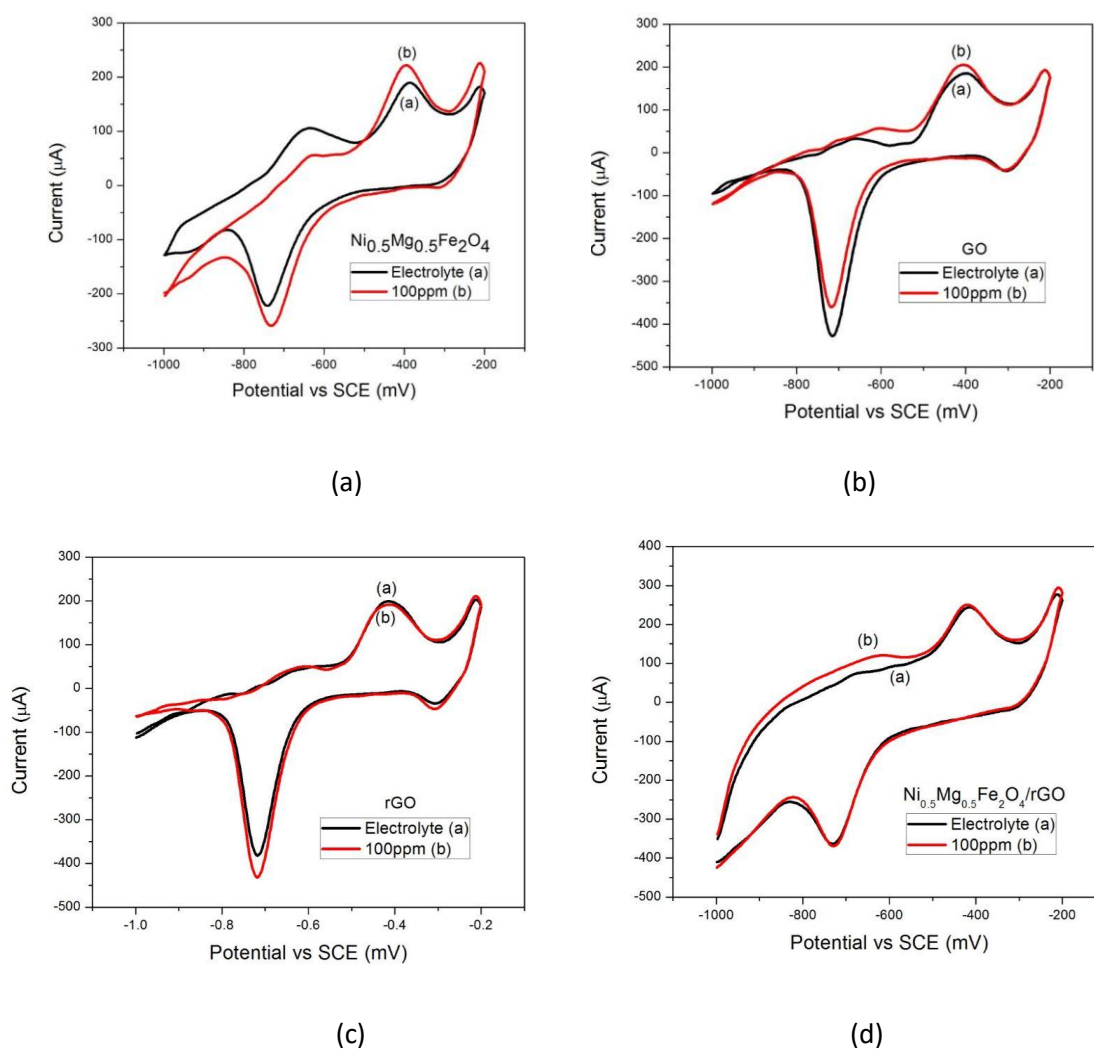 300
200
100
0
-100
-200
-300
-1000
-800
-600
-400
-200
Current (μA)
Potential vs SCE (mV)
(b)
(a)
Ni0.5Mg0.5Fe2O4
Electrolyte (a)
100ppm (b)
(a)
300
200
100
0
-100
-200
-300
-400
-500
-1000
-800
-600
-400
-200
Current (μA)
Potential vs SCE (mV)
(b)
(a)
GO
Electrolyte (a)
100ppm (b)
(b)
300
200
100
0
-100
-200
-300
-400
-500
-1.0
-0.8
-0.6
-0.4
-0.2
Current (μA)
Potential vs SCE (mV)
(a)
(b)
rGO
Electrolyte (a)
100ppm (b)
(c)
400
300
200
100
0
-100
-200
-300
-400
-500
-1000
-800
-600
-400
-200
Current (μA)
Potential vs SCE (mV)
(b)
(a)
Ni0.5Mg0.5Fe2O4/rGO
Electrolyte (a)
100ppm (b)
(d)